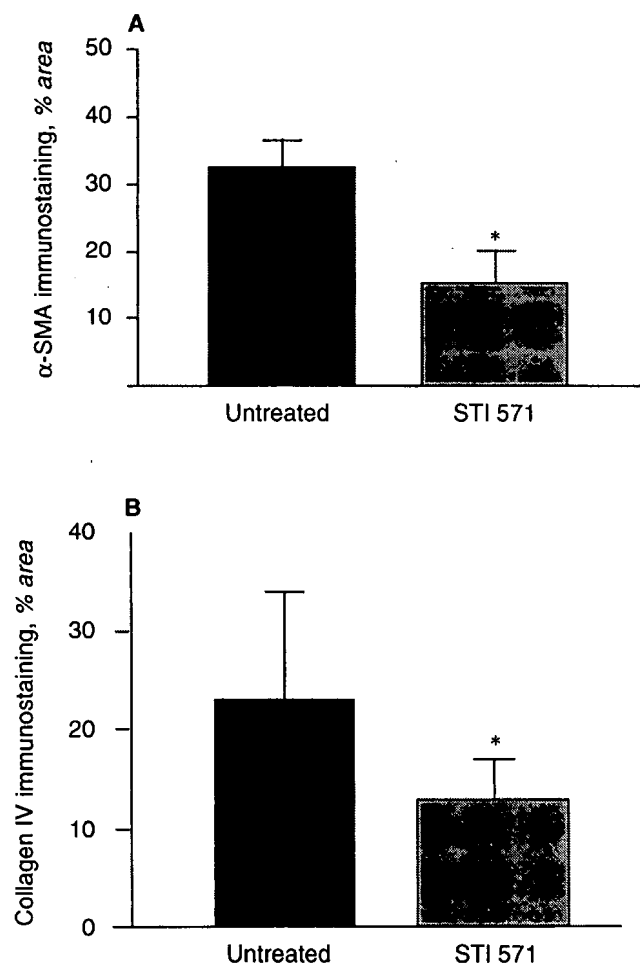 A
α-SMA immunostaining, % area
50
40
30
20
10
*
Untreated
STI 571
B
Collagen IV immunostaining, % area
40
30
20
10
0
*
Untreated
STI 571